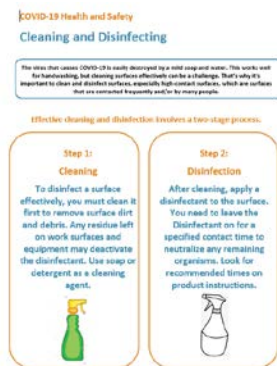 COVID-19 Health and Safety
Cleaning and Disinfecting
The virus that causes COVID-19 is easily destroyed by a mild soap and water. This works well
for handwashing, but cleaning surfaces effectively can be a challenge. That's why it's
important to clean and disinfect surfaces, especially high-contact surfaces, which are surfaces
that are contacted frequently and/or by many people.
Effective cleaning and disinfection involves a two-stage process.
Step 1:
Cleaning
To disinfect a surface
effectively, you must clean it
first to remove surface dirt
and debris. Any residue left
on work surfaces and
equipment may deactivate
the disinfectant. Use soap or
detergent as a cleaning
agent.
Step 2:
Disinfection
After cleaning, apply a
disinfectant to the surface.
You need to leave the
Disinfectant on for a
specified contact time to
neutralize any remaining
organisms. Look for
recommended times on
product instructions.